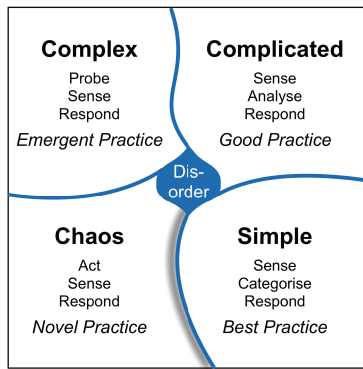 Complex
Probe
Sense
Respond
Emergent Practice
Complicated
Sense
Analyse
Respond
Good Practice
Dis-
order
Chaos
Act
Sense
Respond
Novel Practice
Simple
Sense
Categorise
Respond
Best Practice